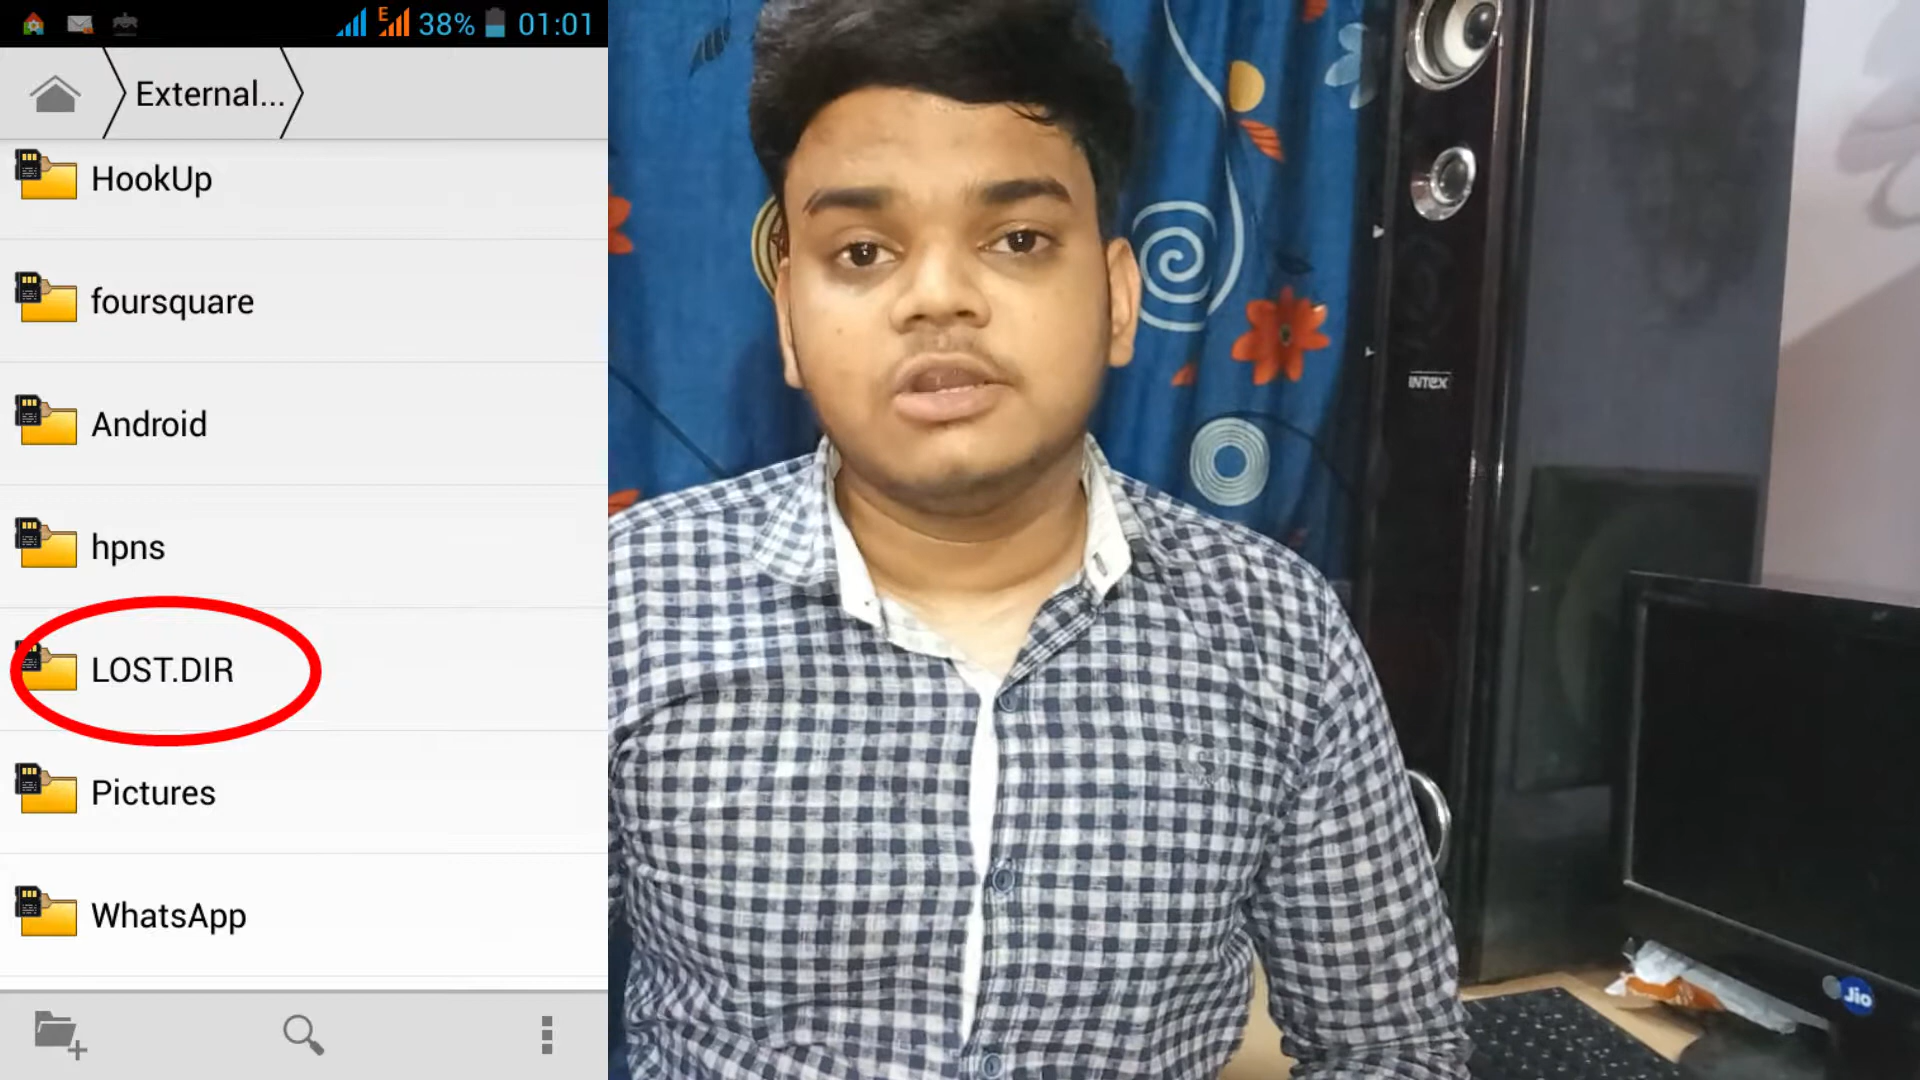 E 38% 01:01
External...
HookUp
foursquare
Android
hpns
LOST.DIR
Pictures
WhatsApp
INTEX
Jio